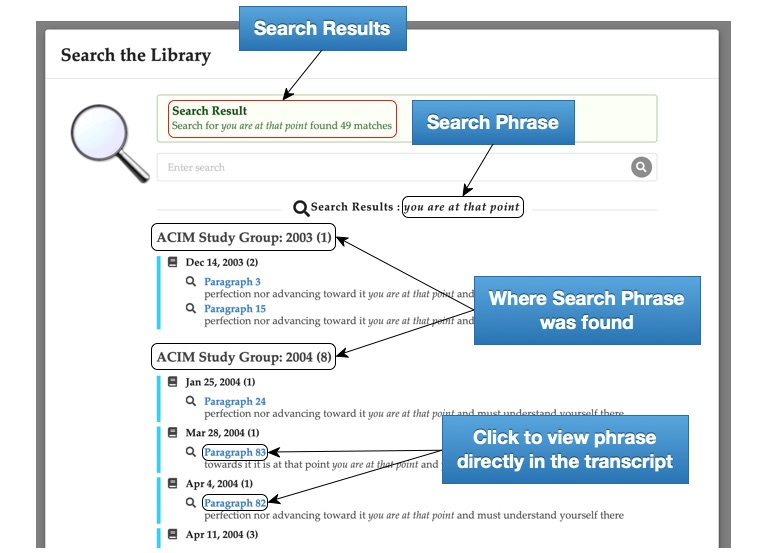 Search Results
Search the Library
Search Result
Search for you are at that point found 49 matches
Search Phrase
Enter search
Search Results : you are at that point
ACIM Study Group: 2003 (1)
Dec 14, 2003 (2)
Paragraph 3
perfection nor advancing toward it you are at that point and
Paragraph 15
perfection nor advancing toward it you are at that point and
Where Search Phrase
was found
ACIM Study Group: 2004 (8)
Jan 25, 2004 (1)
Paragraph 24
perfection nor advancing toward it you are at that point and must understand yourself there
Mar 28, 2004 (1)
Paragraph 83
towards it it is at that point you are at that point and
Click to view phrase
directly in the transcript
Apr 4, 2004 (1)
Paragraph 82
perfection nor advancing toward it you are at that point and must understand yourself there
Apr 11, 2004 (3)